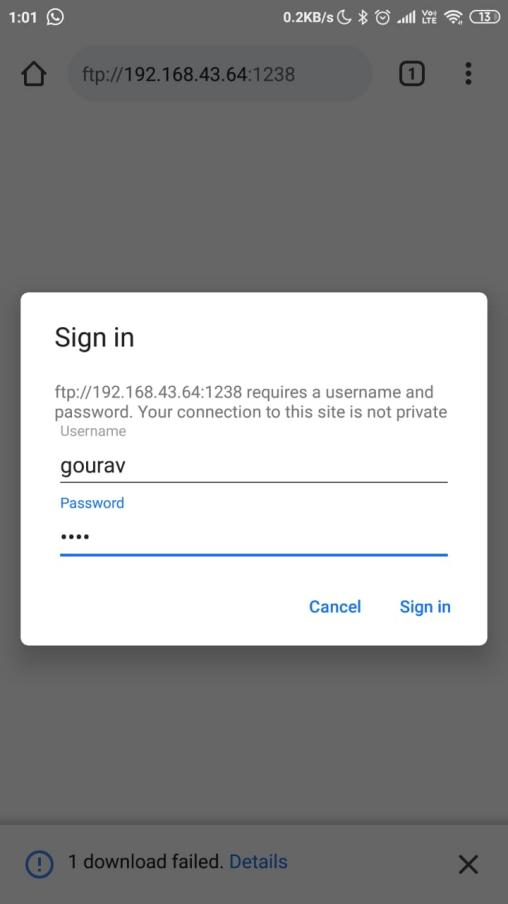 1:01 0.2KB/s Vo)) LTE 13
ftp://192.168.43.64:1238 1
Sign in
ftp://192.168.43.64:1238 requires a username and
password. Your connection to this site is not private
Username
gourav
Password
••••
Cancel Sign in
1 download failed. Details